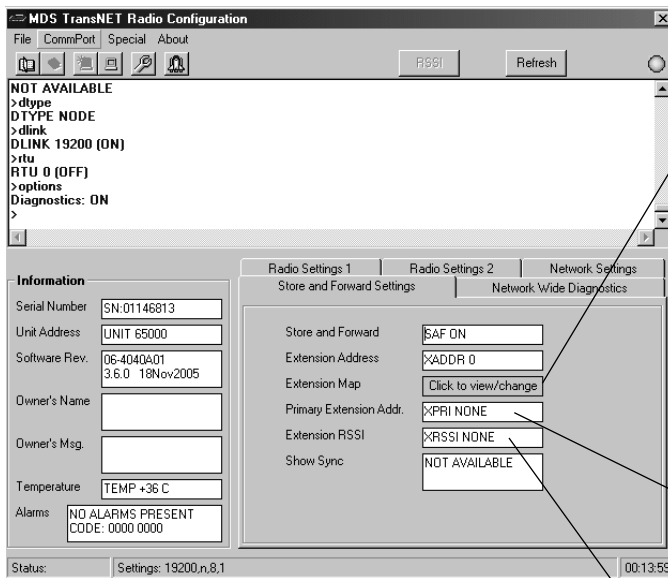 MDS TransNET Radio Configuration
File CommPort Special About
RSSI Refresh
NOT AVAILABLE
>dtype
DTYPE NODE
>dlink
DLINK 19200 (ON)
>rtu
RTU 0 (OFF)
>options
Diagnostics: ON
>
Radio Settings 1 Radio Settings 2 Network Settings
Store and Forward Settings Network Wide Diagnostics
Information
Serial Number SN:01146813
Unit Address UNIT 65000
Software Rev. 06-4040A01
3.6.0 18Nov2005
Owner's Name
Owner's Msg.
Temperature TEMP +36 C
Alarms NO ALARMS PRESENT
CODE: 0000 0000
Store and Forward SAF ON
Extension Address XADDR 0
Extension Map Click to view/change
Primary Extension Addr. XPRI NONE
Extension RSSI XRSSI NONE
Show Sync NOT AVAILABLE
Status: Settings: 19200,n,8,1 00:13:59